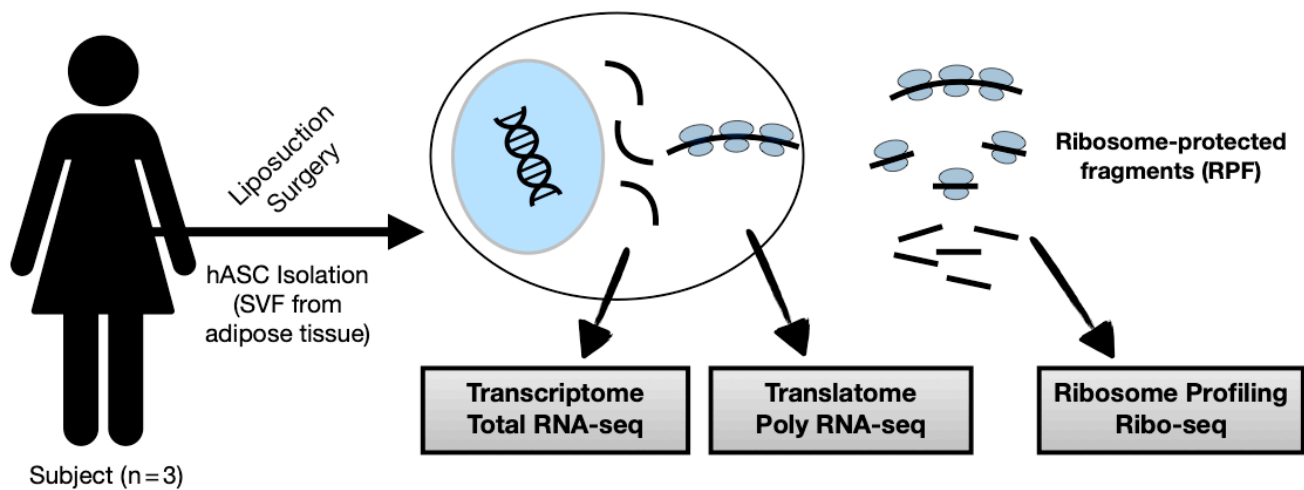 Liposuction
Surgery
hASC Isolation
(SVF from
adipose tissue)
Subject (n=3)
Ribosome-protected
fragments (RPF)
Transcriptome
Total RNA-seq
Translatome
Poly RNA-seq
Ribosome Profiling
Ribo-seq